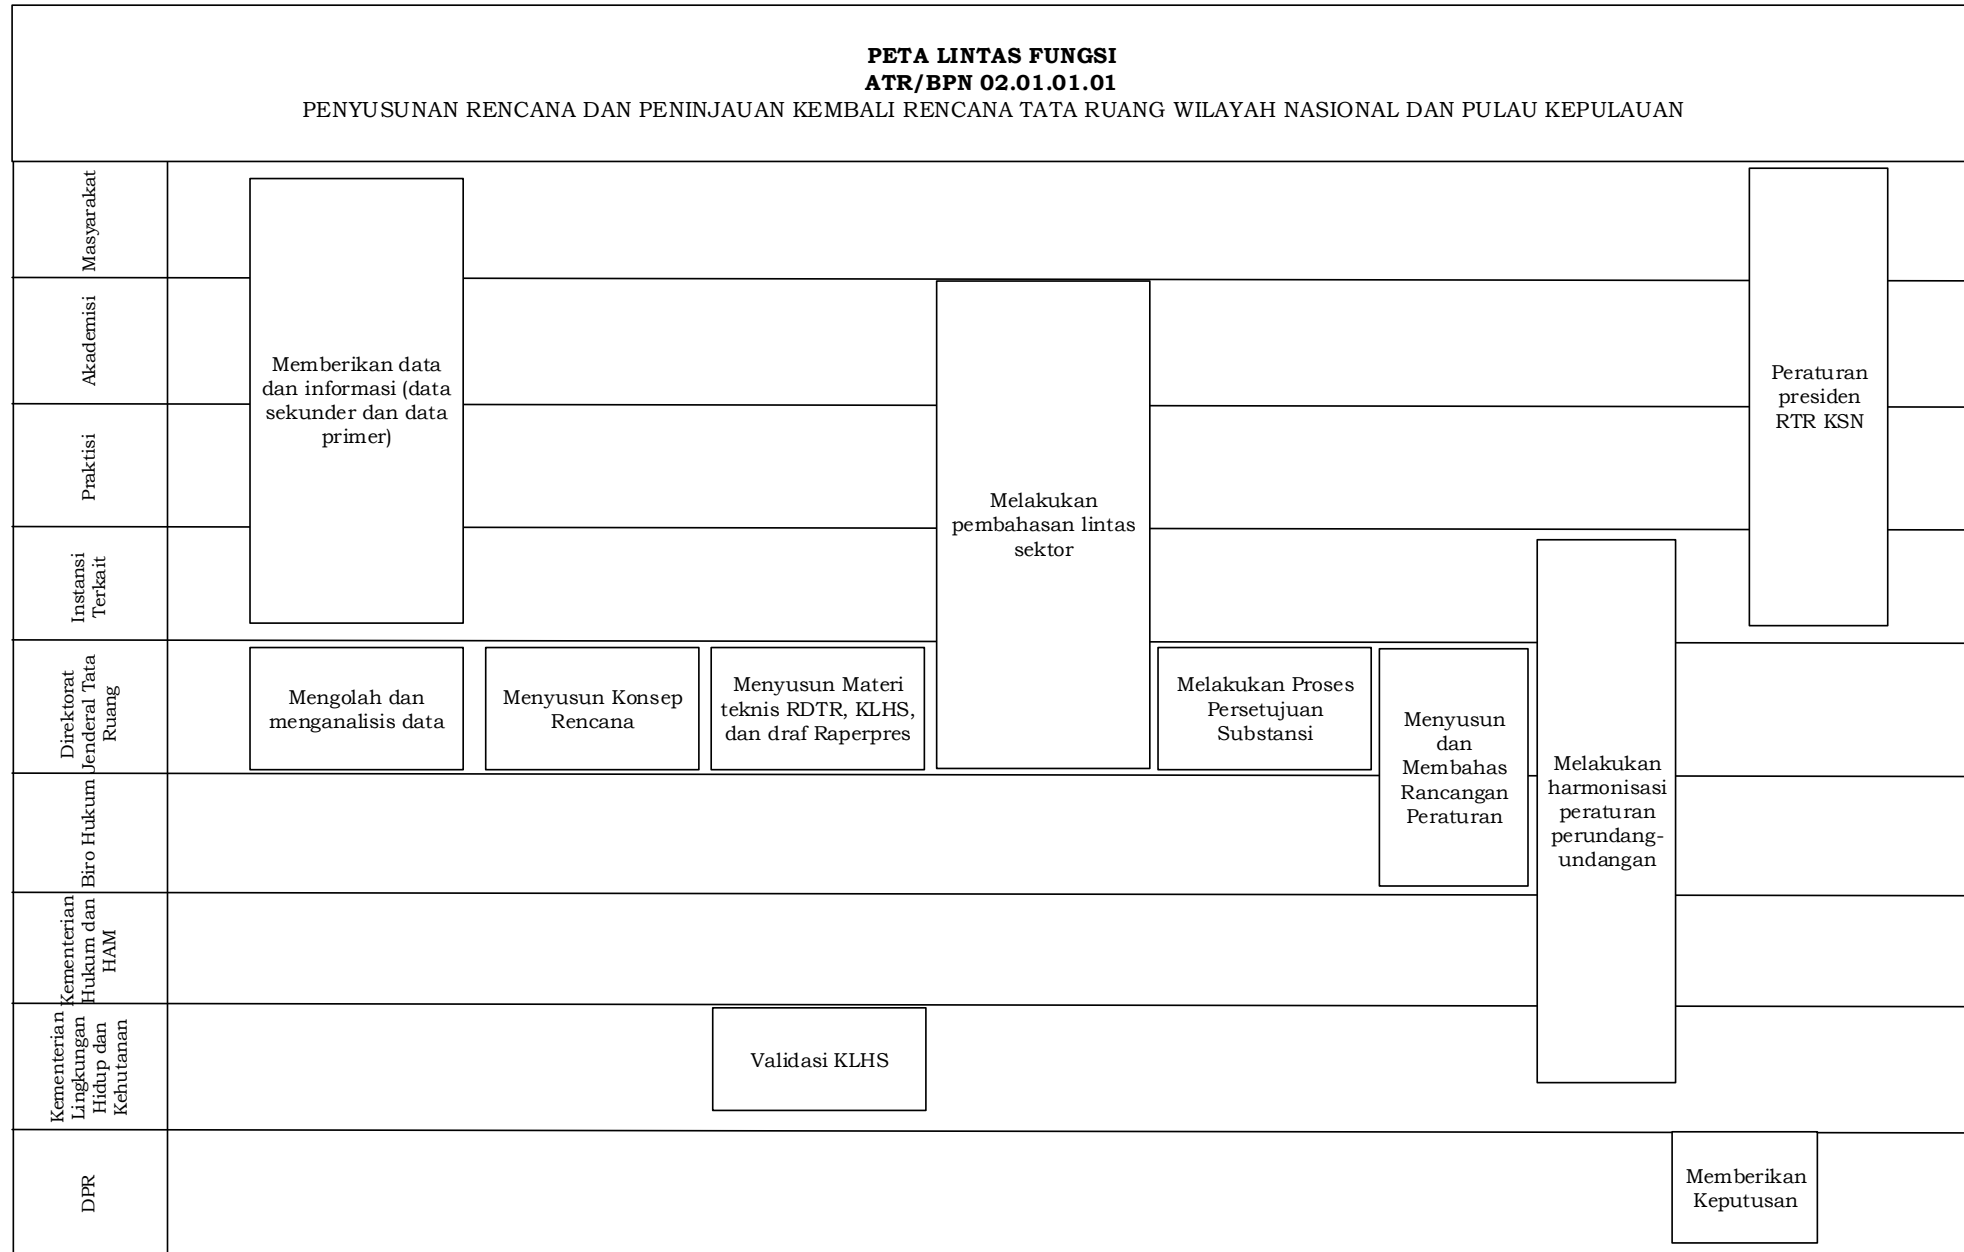 PETA LINTAS FUNGSI
ATR/BPN 02.01.01.01
PENYUSUNAN RENCANA DAN PENINJAUAN KEMBALI RENCANA TATA RUANG WILAYAH NASIONAL DAN PULAU KEPULAUAN
Masyarakat
Akademisi
Praktisi
Instansi
Terkait
Direktorat
Jenderal Tata
Ruang
Biro Hukum
Kementerian
Hukum dan
HAM
Kementerian
Lingkungan
Hidup dan
Kehutanan
DPR
Memberikan data
dan informasi (data
sekunder dan data
primer)
Mengolah dan
menganalisis data
Menyusun Konsep
Rencana
Menyusun Materi
teknis RDTR, KLHS,
dan draf Raperpres
Validasi KLHS
Melakukan
pembahasan lintas
sektor
Melakukan Proses
Persetujuan
Substansi
Menyusun
dan
Membahas
Rancangan
Peraturan
Melakukan
harmonisasi
peraturan
perundang-
undangan
Memberikan
Keputusan
Peraturan
presiden
RTR KSN